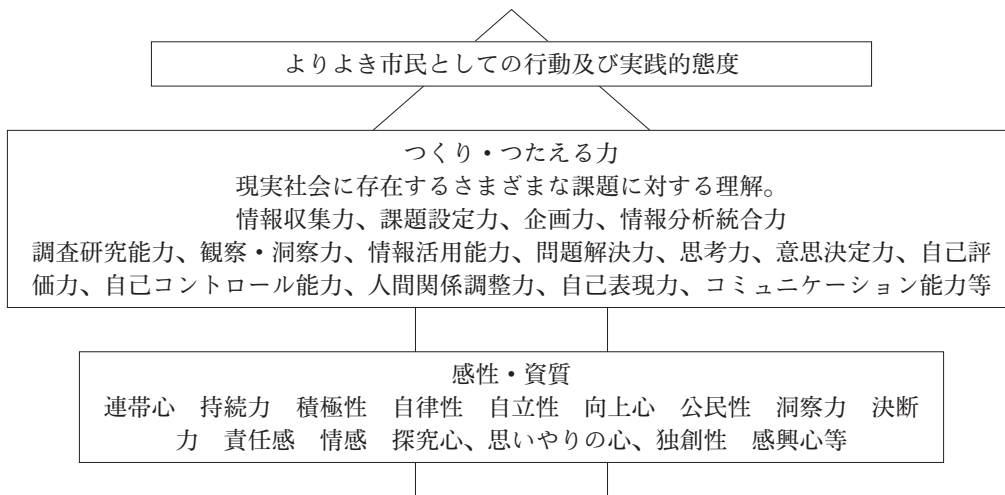 よりよき市民としての行動及び実践的態度
つくり・つたえる力
現実社会に存在するさまざまな課題に対する理解。
情報収集力、課題設定力、企画力、情報分析統合力
調査研究能力、観察・洞察力、情報活用能力、問題解決力、思考力、意思決定力、自己評
価力、自己コントロール能力、人間関係調整力、自己表現力、コミュニケーション能力等
感性・資質
連帯心　持続力　積極性　自律性　自立性　向上心　公民性　洞察力　決断
力　責任感　情感　探究心、思いやりの心、独創性　感興心等